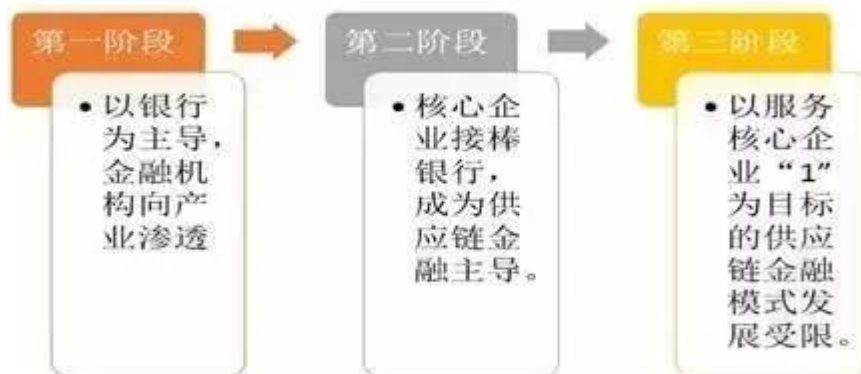 第一阶段
以银行
为主导，
金融机
构向产
业渗透
第二阶段
核心企
业接棒
银行，
成为供
应链金
融主导。
第三阶段
以服务
核心企
业“1”
为目标
的供应
链金融
模式发
展受限。